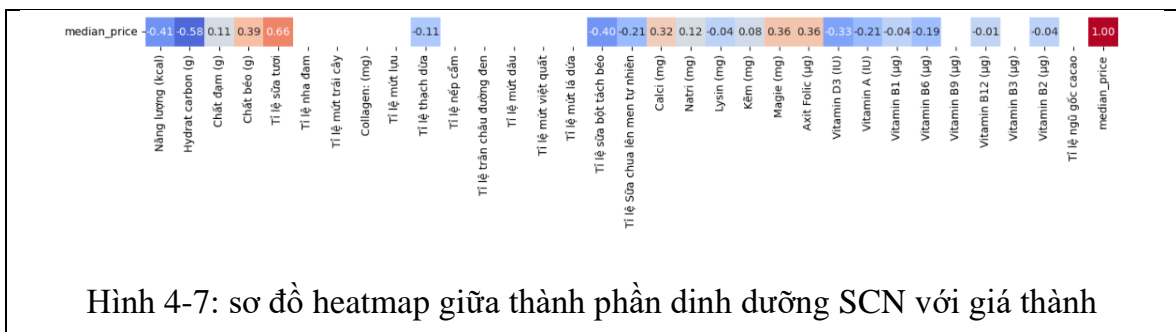 median_price
-0.41 -0.58 0.11 0.39 0.66 -0.11 -0.40 -0.21 0.32 0.12 -0.04 0.08 0.36 0.36 -0.33 -0.21 -0.04 -0.19 -0.01 -0.04 1.00
Năng lượng (kcal)
Hydrat carbon (g)
Chất đạm (g)
Chất béo (g)
Tỉ lệ sữa tươi
Tỉ lệ nha đam
Tỉ lệ mứt trái cây
Collagen: (mg)
Tỉ lệ mứt lựu
Tỉ lệ thạch dừa
Tỉ lệ nếp cẩm
Tỉ lệ trân châu đường đen
Tỉ lệ mứt dâu
Tỉ lệ mứt việt quất
Tỉ lệ mứt lá dứa
Tỉ lệ sữa bột tách béo
Tỉ lệ Sữa chua lên men tự nhiên
Calci (mg)
Natri (mg)
Lysin (mg)
Kẽm (mg)
Magie (mg)
Axit Folic (µg)
Vitamin D3 (IU)
Vitamin A (IU)
Vitamin B1 (µg)
Vitamin B6 (µg)
Vitamin B9 (µg)
Vitamin B12 (µg)
Vitamin B3 (µg)
Vitamin B2 (µg)
Tỉ lệ ngũ gốc cacao
median_price
Hình 4-7: sơ đồ heatmap giữa thành phần dinh dưỡng SCN với giá thành